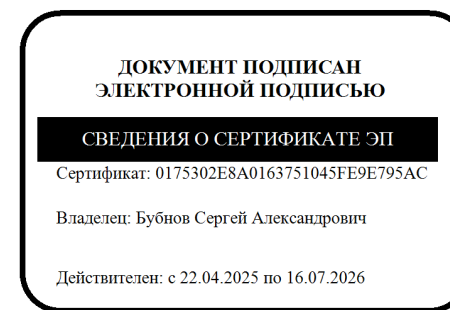 ДОКУМЕНТ ПОДПИСАН
ЭЛЕКТРОННОЙ ПОДПИСЬЮ
СВЕДЕНИЯ О СЕРТИФИКАТЕ ЭП
Сертификат: 0175302E8A0163751045FE9E795AC
Владелец: Бубнов Сергей Александрович
Действителен: с 22.04.2025 по 16.07.2026